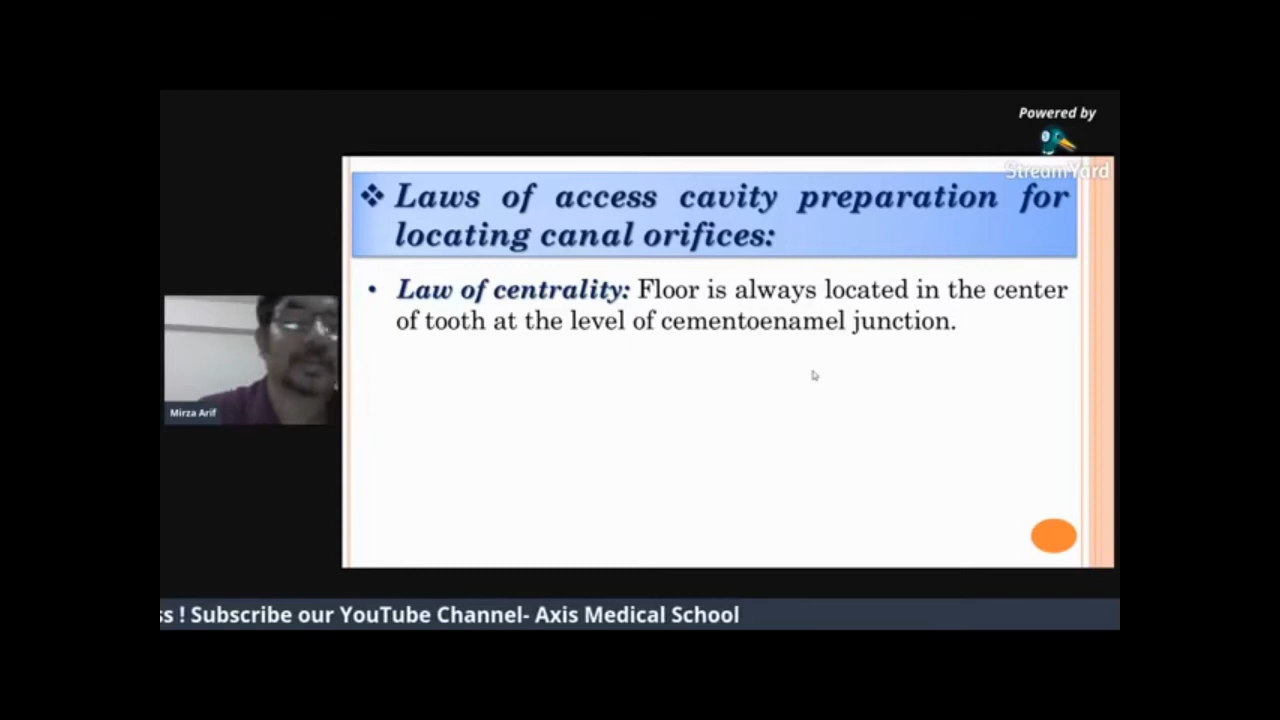 Powered by
StreamYard
❖ Laws of access cavity preparation for
locating canal orifices:
• Law of centrality: Floor is always located in the center
of tooth at the level of cementoenamel junction.
Mirza Arif
ss ! Subscribe our YouTube Channel- Axis Medical School